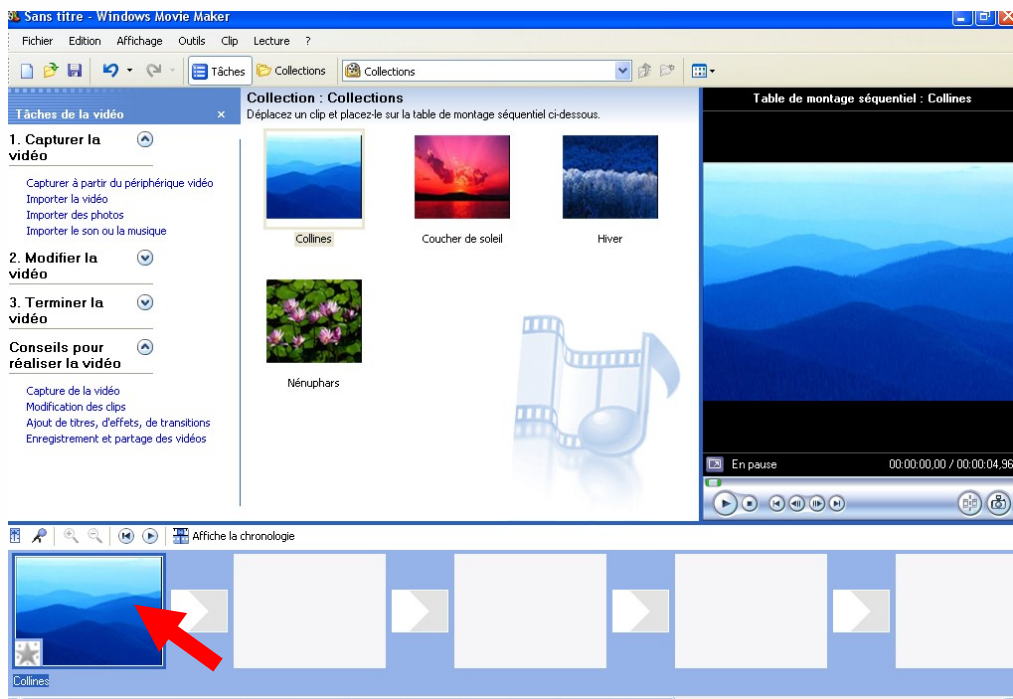 Sans titre - Windows Movie Maker
Fichier Edition Affichage Outils Clip Lecture ?
Tâches Collections Collections
Tâches de la vidéo
1. Capturer la
vidéo
Capturer à partir du périphérique vidéo
Importer la vidéo
Importer des photos
Importer le son ou la musique
2. Modifier la
vidéo
3. Terminer la
vidéo
Conseils pour
réaliser la vidéo
Capture de la vidéo
Modification des clips
Ajout de titres, d'effets, de transitions
Enregistrement et partage des vidéos
Collection : Collections
Déplacez un clip et placez-le sur la table de montage séquentiel ci-dessous.
Collines
Coucher de soleil
Hiver
Nénuphars
Table de montage séquentiel : Collines
En pause 00:00:00,00 / 00:00:04,96
Affiche la chronologie
Collines